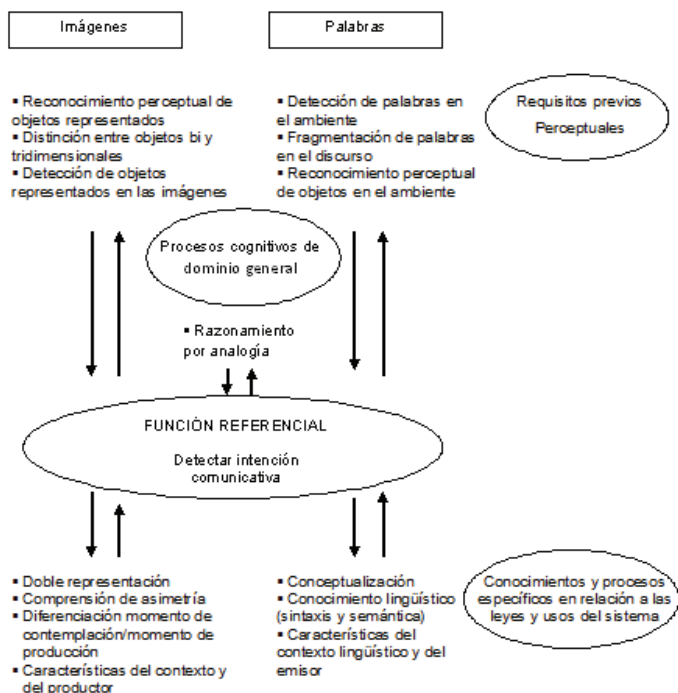 Imágenes
Palabras
▪ Reconocimiento perceptual de
objetos representados
▪ Distinción entre objetos bi y
tridimensionales
▪ Detección de objetos
representados en las imágenes
▪ Detección de palabras en
el ambiente
▪ Fragmentación de palabras
en el discurso
▪ Reconocimiento perceptual
de objetos en el ambiente
Requisitos previos
Perceptuales
Procesos cognitivos de
dominio general
▪ Razonamiento
por analogía
FUNCIÓN REFERENCIAL
Detectar intención
comunicativa
▪ Doble representación
▪ Comprensión de asimetría
▪ Diferenciación momento de
contemplación/momento de
producción
▪ Características del contexto y
del productor
▪ Conceptualización
▪ Conocimiento lingüístico
(sintaxis y semántica)
▪ Características del
contexto lingüístico y del
emisor
Conocimientos y procesos
específicos en relación a las
leyes y usos del sistema